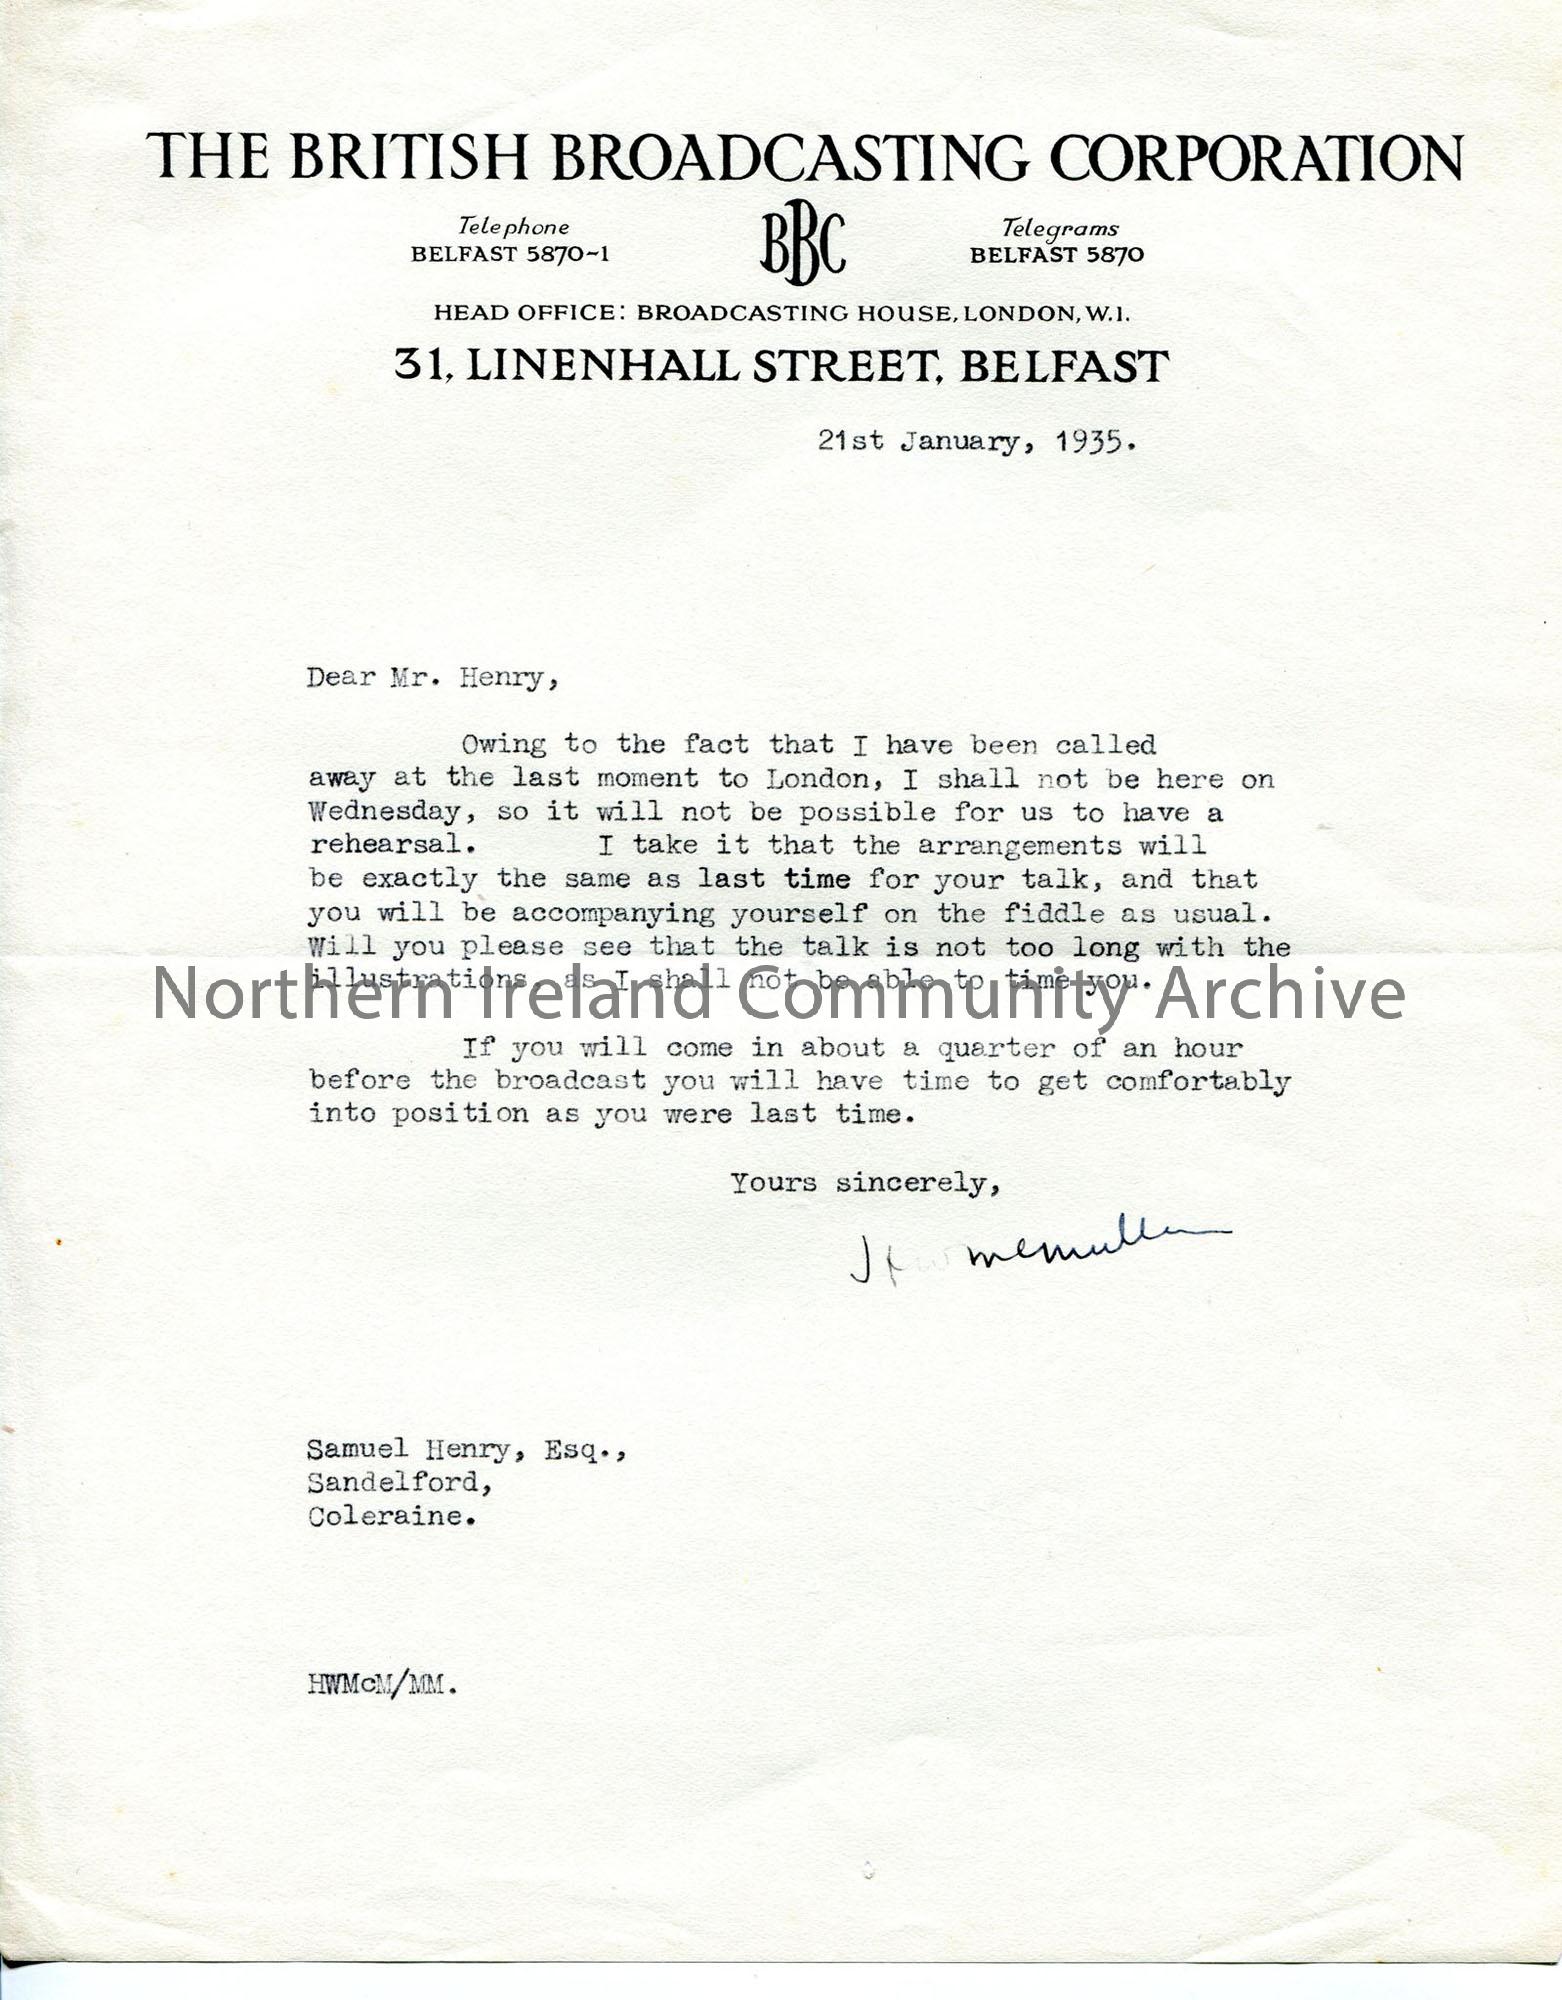 THE BRITISH BROADCASTING CORPORATION
Telephone
BELFAST 5870~1
BBC
Telegrams
BELFAST 5870
HEAD OFFICE: BROADCASTING HOUSE, LONDON, W.1.
31, LINENHALL STREET, BELFAST
21st January, 1935.
Dear Mr. Henry,
Owing to the fact that I have been called
away at the last moment to London, I shall not be here on
Wednesday, so it will not be possible for us to have a
rehearsal. I take it that the arrangements will
be exactly the same as last time for your talk, and that
you will be accompanying yourself on the fiddle as usual.
Will you please see that the talk is not too long with the
illustrations, as I shall not be able to time you.
Northern Ireland Community Archive
If you will come in about a quarter of an hour
before the broadcast you will have time to get comfortably
into position as you were last time.
Yours sincerely,
McMullan
Samuel Henry, Esq.,
Sandelford,
Coleraine.
HWMcM/MM.